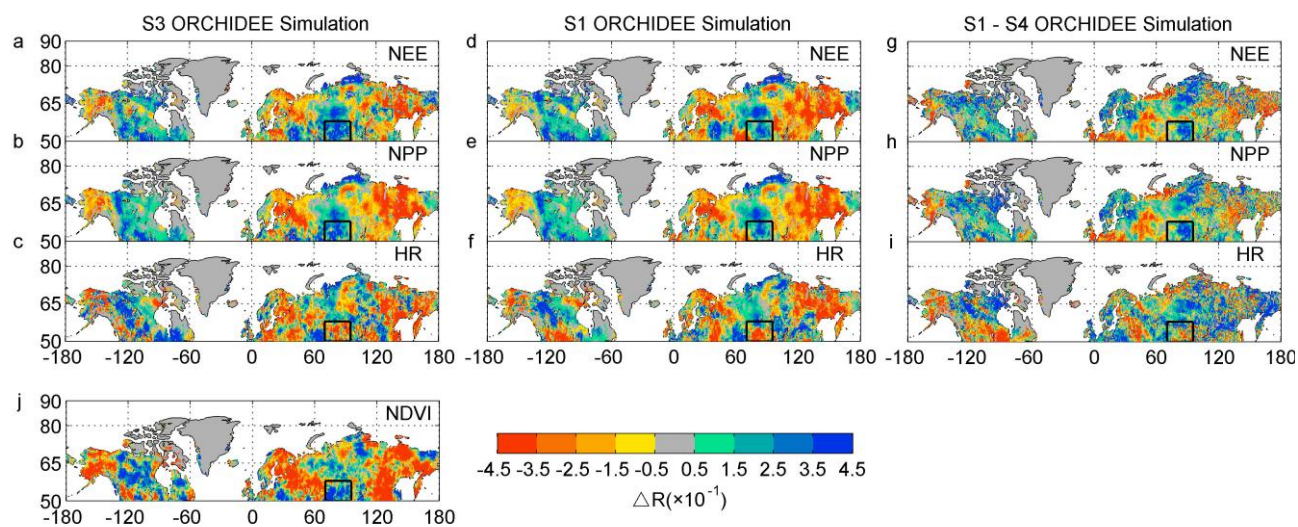 S3 ORCHIDEE Simulation
S1 ORCHIDEE Simulation
S1 - S4 ORCHIDEE Simulation
a 90 80 65 50 NEE
d NEE
g NEE
b 80 65 50 NPP
e NPP
h NPP
c 80 65 50 HR
f HR
i HR
-180 -120 -60 0 60 120 180
-180 -120 -60 0 60 120 180
-180 -120 -60 0 60 120 180
j 90 80 65 50 NDVI
-180 -120 -60 0 60 120 180
-4.5 -3.5 -2.5 -1.5 -0.5 0.5 1.5 2.5 3.5 4.5
△R(×10⁻¹)